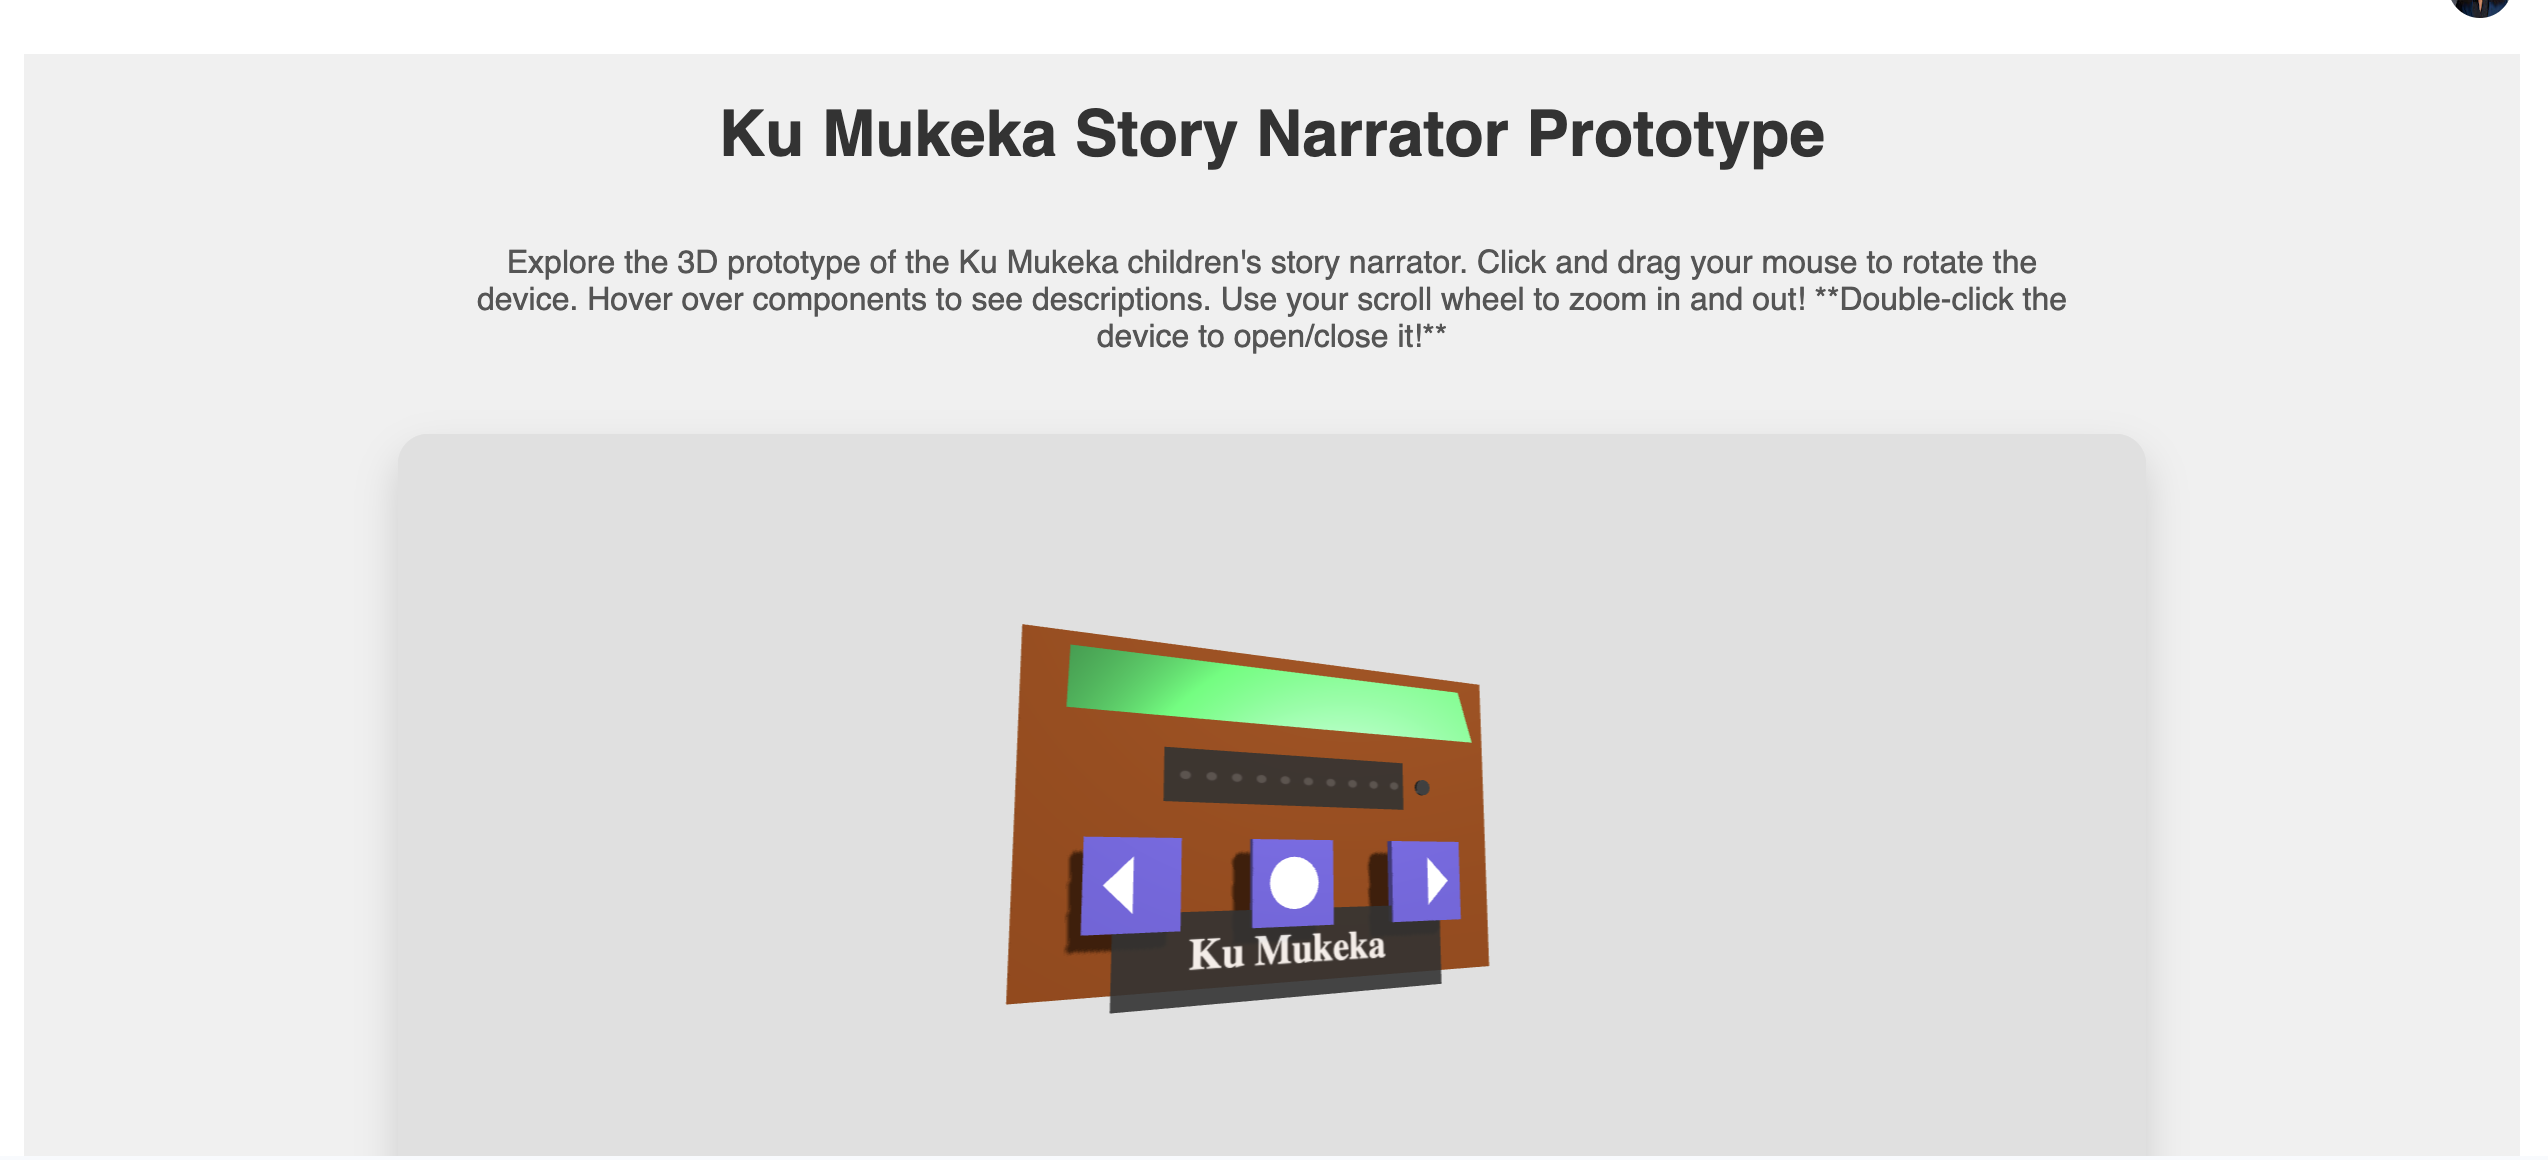 Ku Mukeka Story Narrator Prototype
Explore the 3D prototype of the Ku Mukeka children's story narrator. Click and drag your mouse to rotate the
device. Hover over components to see descriptions. Use your scroll wheel to zoom in and out! **Double-click the
device to open/close it!**
Ku Mukeka